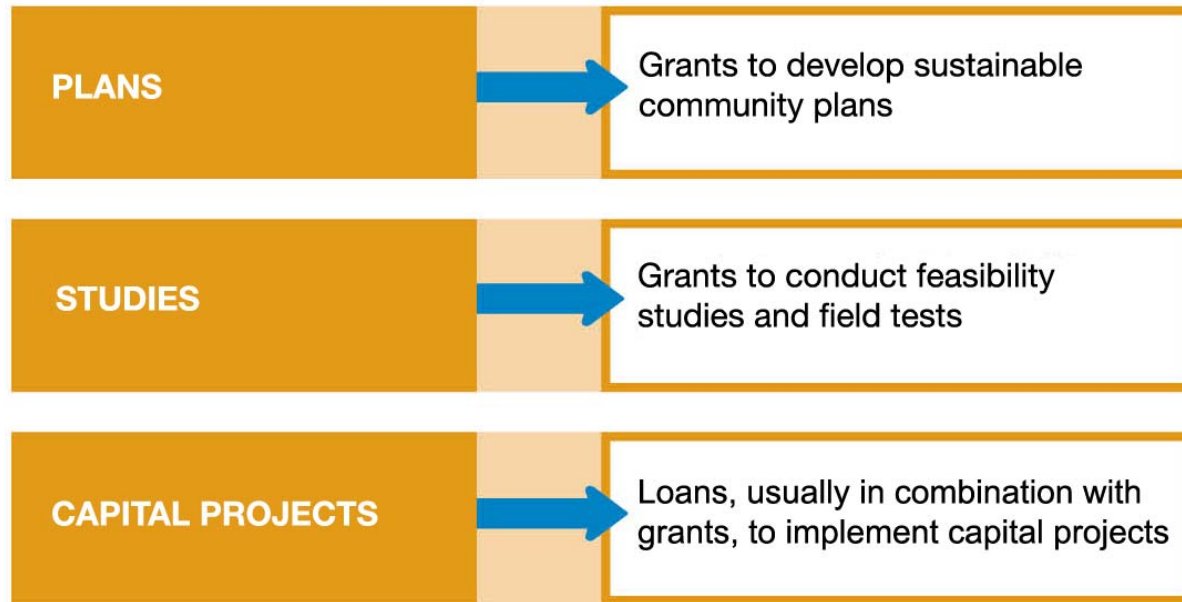 PLANS
Grants to develop sustainable
community plans
STUDIES
Grants to conduct feasibility
studies and field tests
CAPITAL PROJECTS
Loans, usually in combination with
grants, to implement capital projects